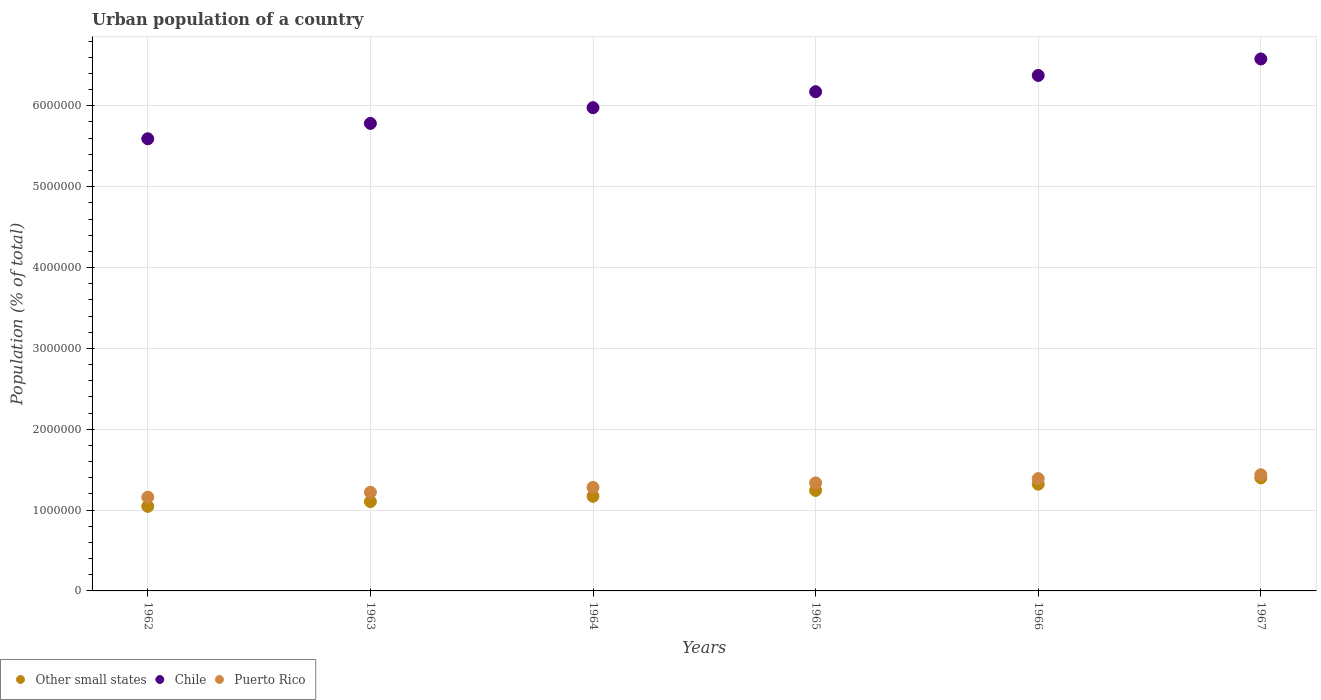 Urban population of a country
Population (% of total)
6000000
5000000
4000000
3000000
2000000
1000000
0
1962
1963
1964
1965
1966
1967
Years
Other small states
Chile
Puerto Rico